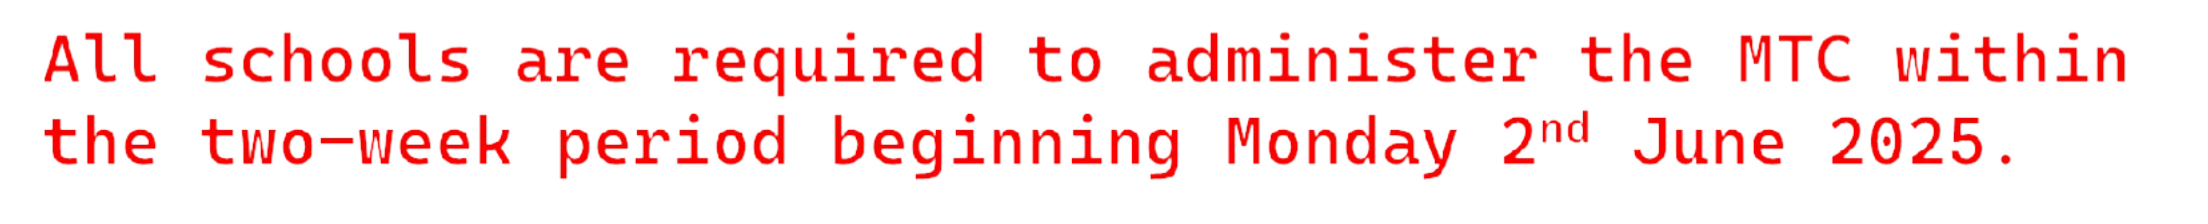 All schools are required to administer the MTC within
the two-week period beginning Monday 2nd June 2025.